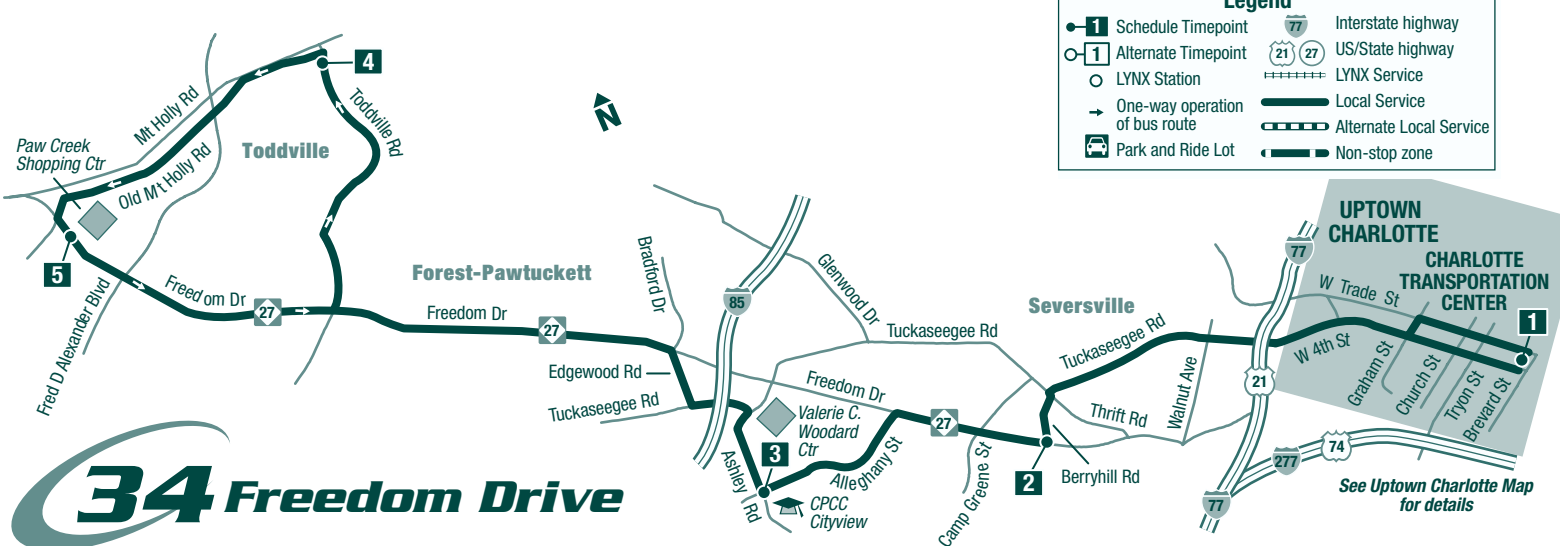 Legend
1 Schedule Timepoint
1 Alternate Timepoint
LYNX Station
One-way operation
of bus route
Park and Ride Lot
77 Interstate highway
21 27 US/State highway
LYNX Service
Local Service
Alternate Local Service
Non-stop zone
4
Mt Holly Rd
Toddville Rd
Paw Creek
Shopping Ctr
Toddville
Old Mt Holly Rd
N
5
Fred D Alexander Blvd
Freedom Dr
27
Forest-Pawtuckett
Freedom Dr
27
Bradford Dr
85
Glenwood Dr
Edgewood Rd
Tuckaseegee Rd
Tuckaseegee Rd
Freedom Dr
Valerie C.
Woodard
Ctr
3
Ashley Rd
Alleghany St
CPCC
Cityview
27
Camp Greene St
2
Berryhill Rd
Seversville
Tuckaseegee Rd
Thrift Rd
Walnut Ave
77
21
UPTOWN
CHARLOTTE
CHARLOTTE
TRANSPORTATION
CENTER
1
W Trade St
W 4th St
Graham St
Church St
Tryon St
Brevard St
277
74
77
See Uptown Charlotte Map
for details
34 Freedom Drive